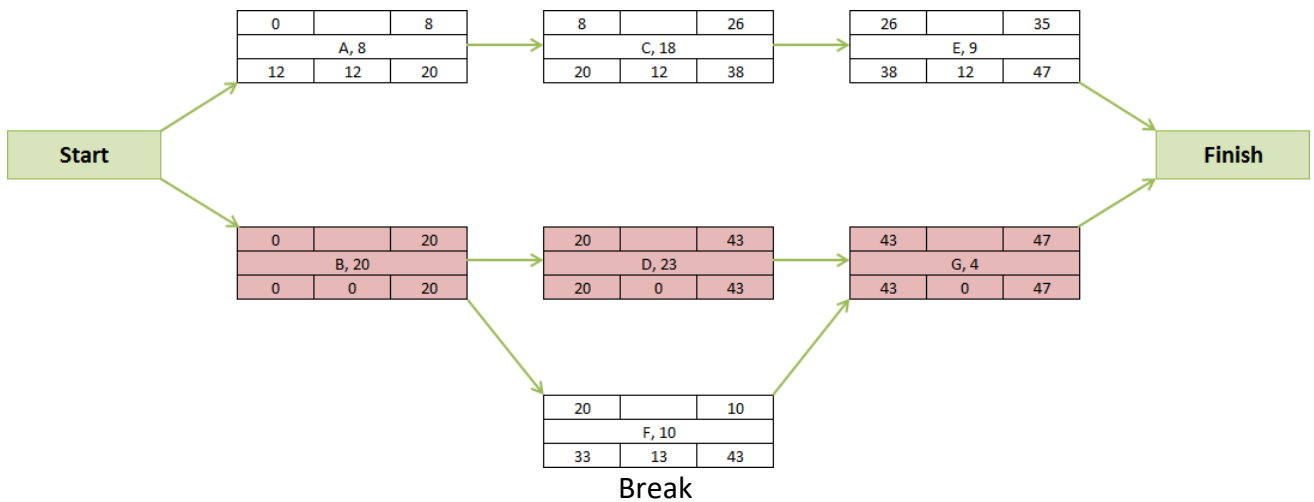 0 8 8 26 26 35
A, 8 C, 18 E, 9
12 12 20 20 12 38 38 12 47
Start Finish
0 20 20 43 43 47
B, 20 D, 23 G, 4
0 0 20 20 0 43 43 0 47
20 10
F, 10
33 13 43
Break